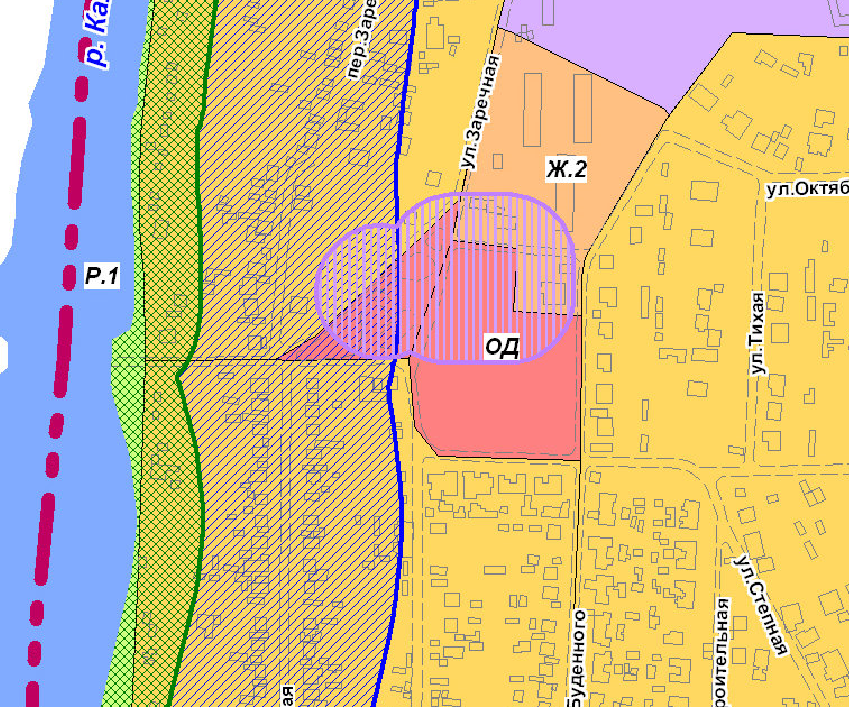 р. Ка
пер.Заре
ул.Заречная
Ж.2
ул.Октяб
Р.1
ул.Тихая
ОД
ул.Степная
Буденного
роительная
ая